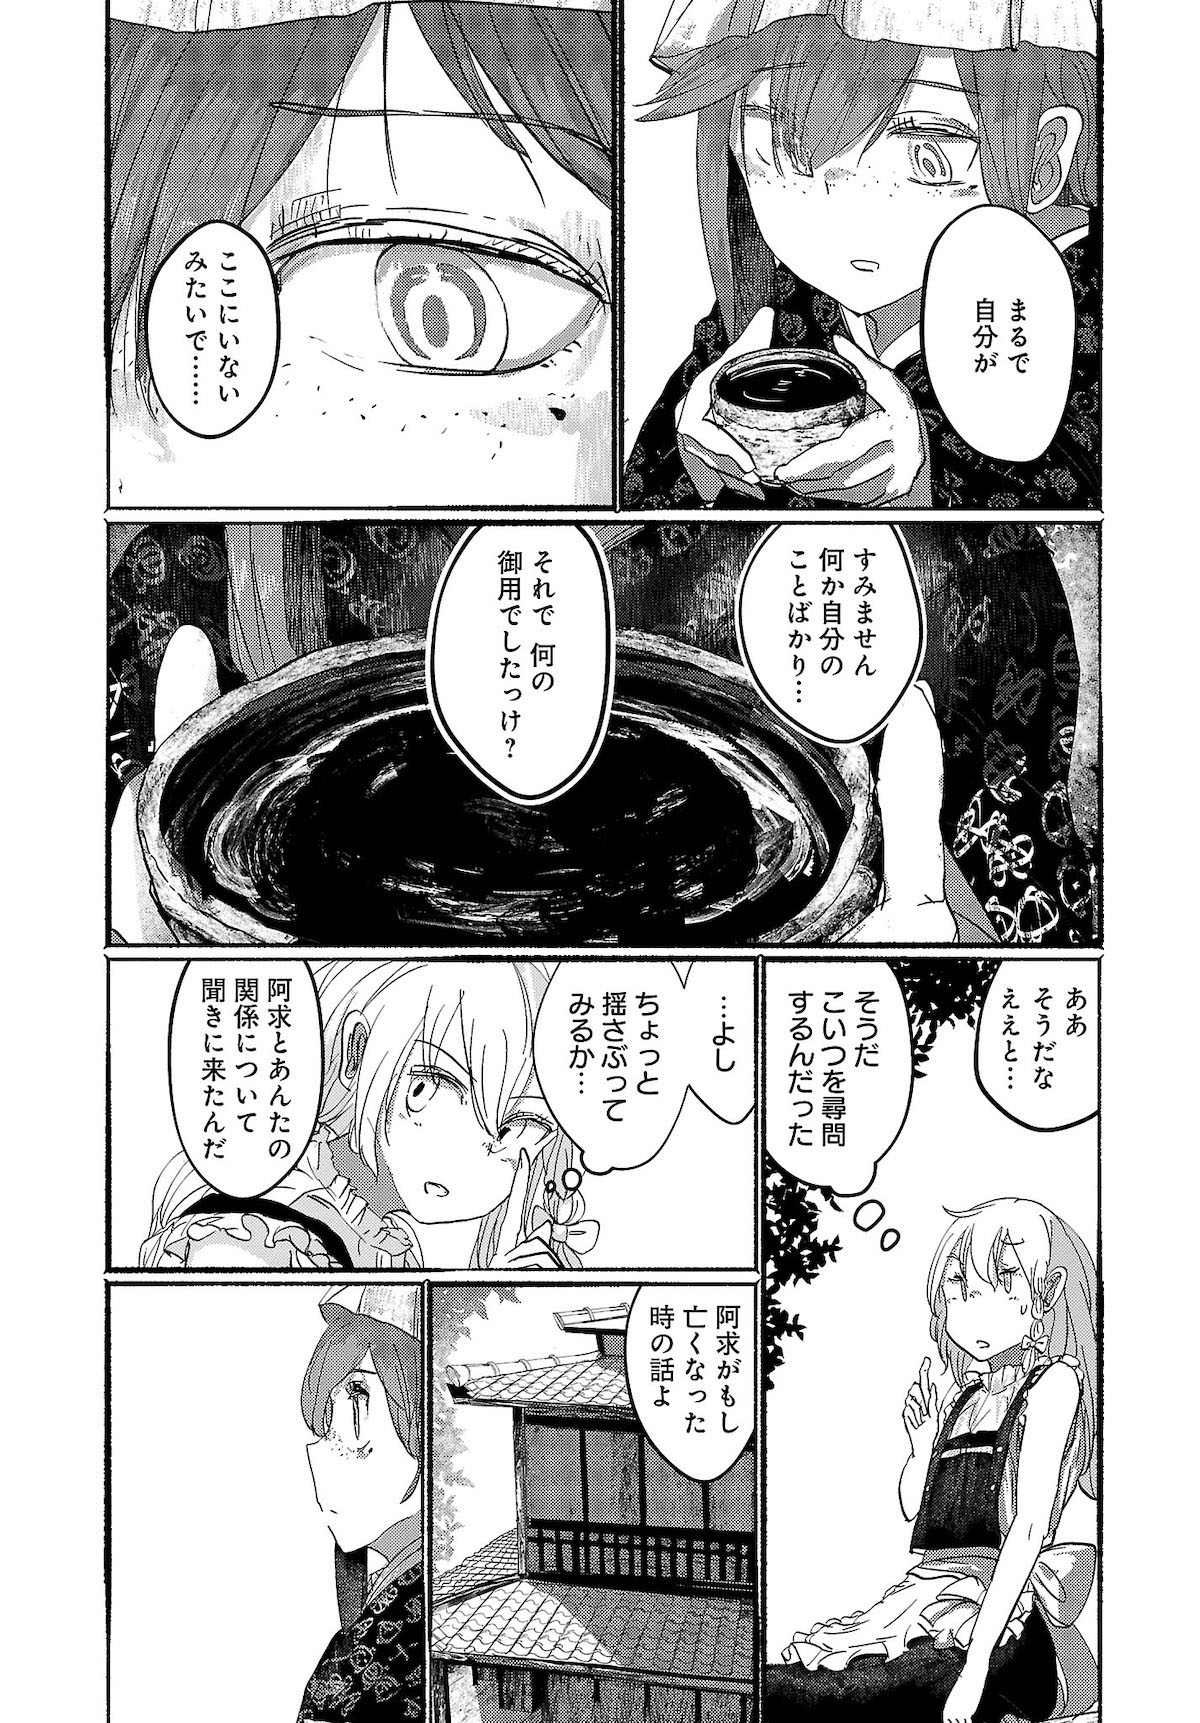 まるで
自分が
ここにいない
みたいで……
すみません
何か自分の
ことばかり…
それで 何の
御用でしたっけ?
ああ
そうだな
ええと…
そうだ
こいつを尋問
するんだった
…よし
ちょっと
揺さぶって
みるか…
阿求とあんたの
関係について
聞きに来たんだ
阿求がもし
亡くなった
時の話よ